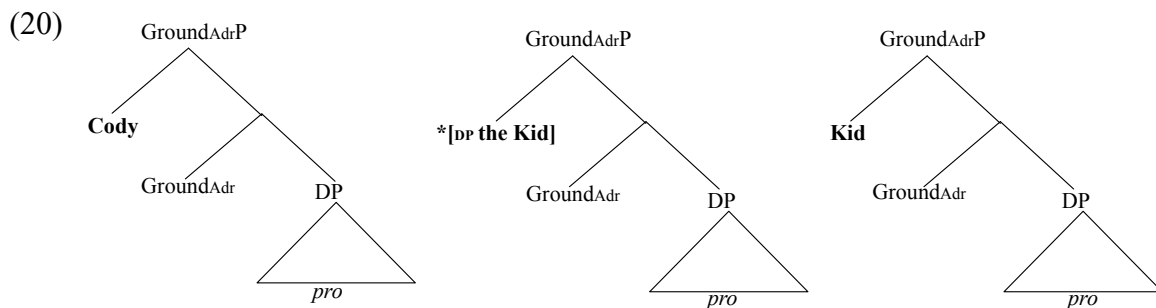 (20)
GroundAdrP GroundAdrP GroundAdrP
Cody *[DP the Kid] Kid
GroundAdr DP GroundAdr DP GroundAdr DP
pro pro pro